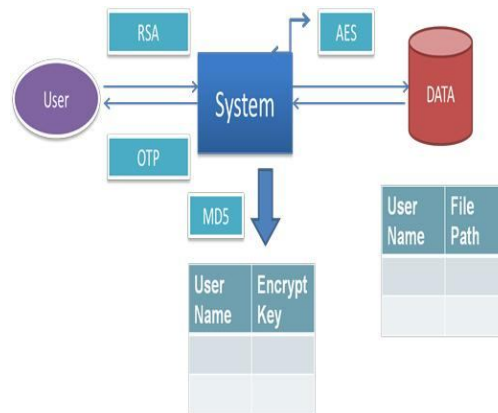 RSA
AES
User
System
DATA
OTP
MD5
User Name
File Path
User Name
Encrypt Key